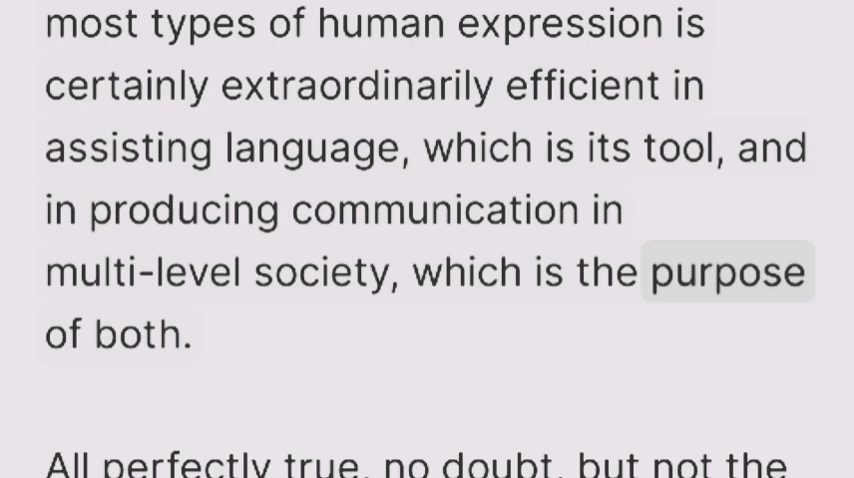 most types of human expression is
certainly extraordinarily efficient in
assisting language, which is its tool, and
in producing communication in
multi-level society, which is the purpose
of both.
All perfectly true, no doubt, but not the